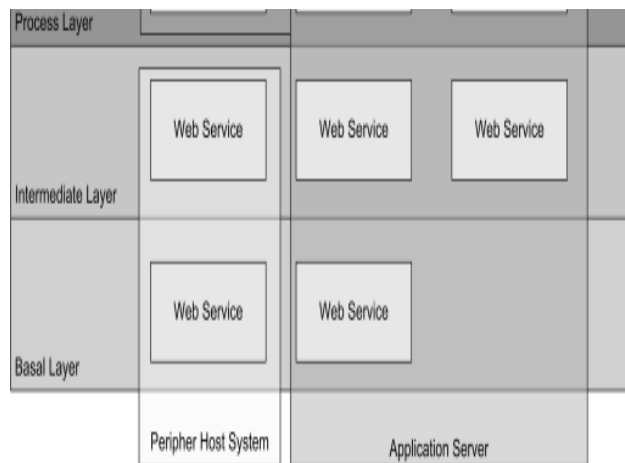 Process Layer
Web Service
Web Service
Web Service
Intermediate Layer
Web Service
Web Service
Basal Layer
Peripher Host System
Application Server